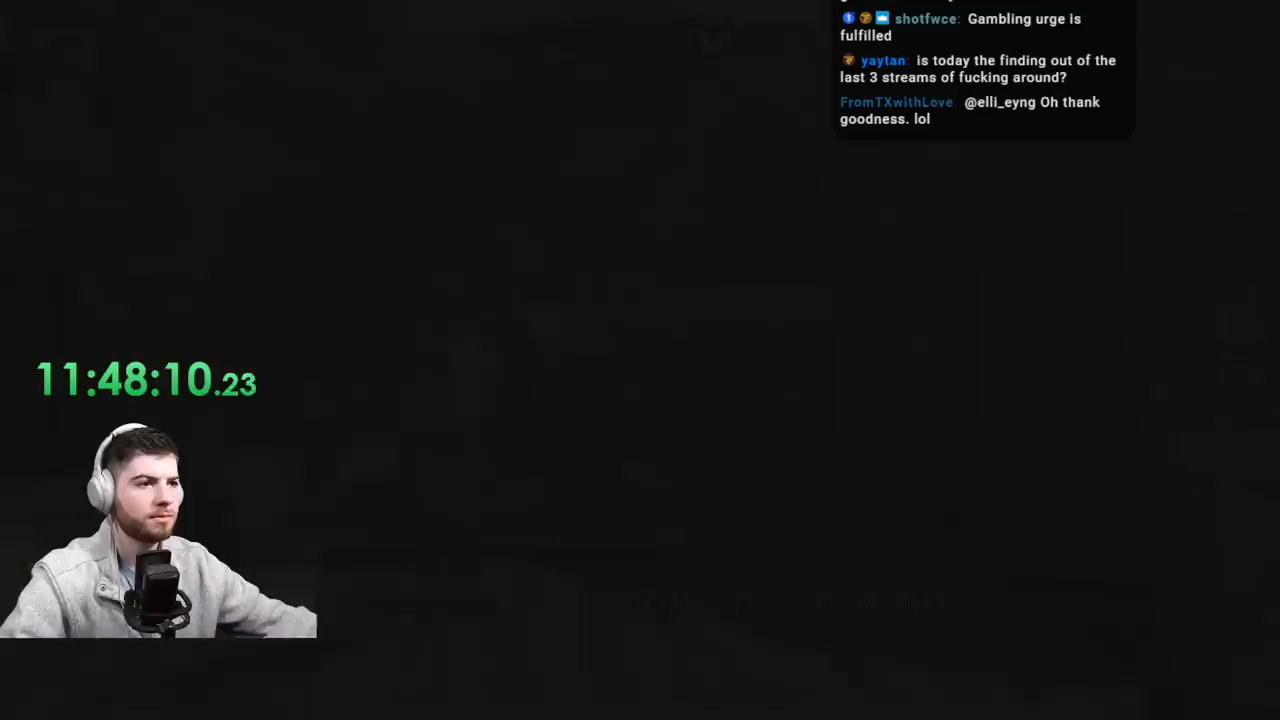 shotfwce: Gambling urge is
fulfilled
yaytan: is today the finding out of the
last 3 streams of fucking around?
FromTXwithLove: @elli_eyng Oh thank
goodness. lol
11:48:10.23